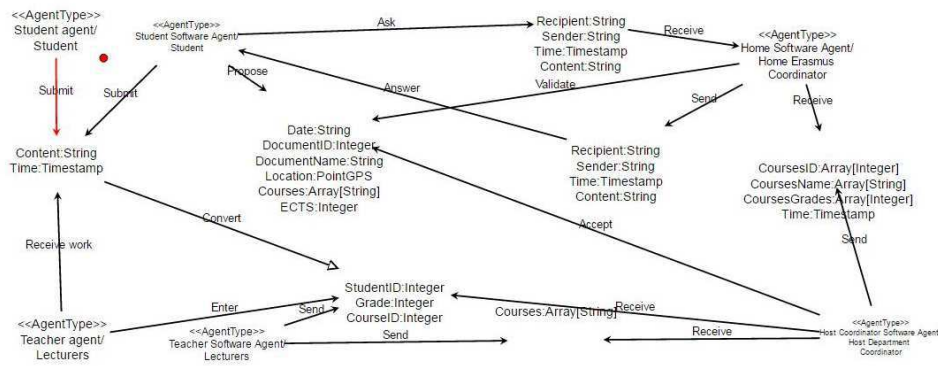 <<AgentType>>
Student agent/
Student
<<AgentType>>
Student Software Agent/
Student
Ask
Recipient:String
Sender:String
Time:Timestamp
Content:String
Receive
<<AgentType>>
Home Software Agent/
Home Erasmus
Coordinator
Submit
Submit
Propose
Answer
Validate
Send
Receive
Content:String
Time:Timestamp
Date:String
DocumentID:Integer
DocumentName:String
Location:PointGPS
Courses:Array[String]
ECTS:Integer
Recipient:String
Sender:String
Time:Timestamp
Content:String
CoursesID:Array[Integer]
CoursesName:Array[String]
CoursesGrades:Array[Integer]
Time:Timestamp
Convert
Accept
Send
Receive work
StudentID:Integer
Grade:Integer
CourseID:Integer
Enter
Send
Courses:Array[String]
Receive
<<AgentType>>
Teacher agent/
Lecturers
<<AgentType>>
Teacher Software Agent/
Lecturers
Send
Receive
<<AgentType>>
Host Coordinator Software Agent/
Host Department
Coordinator